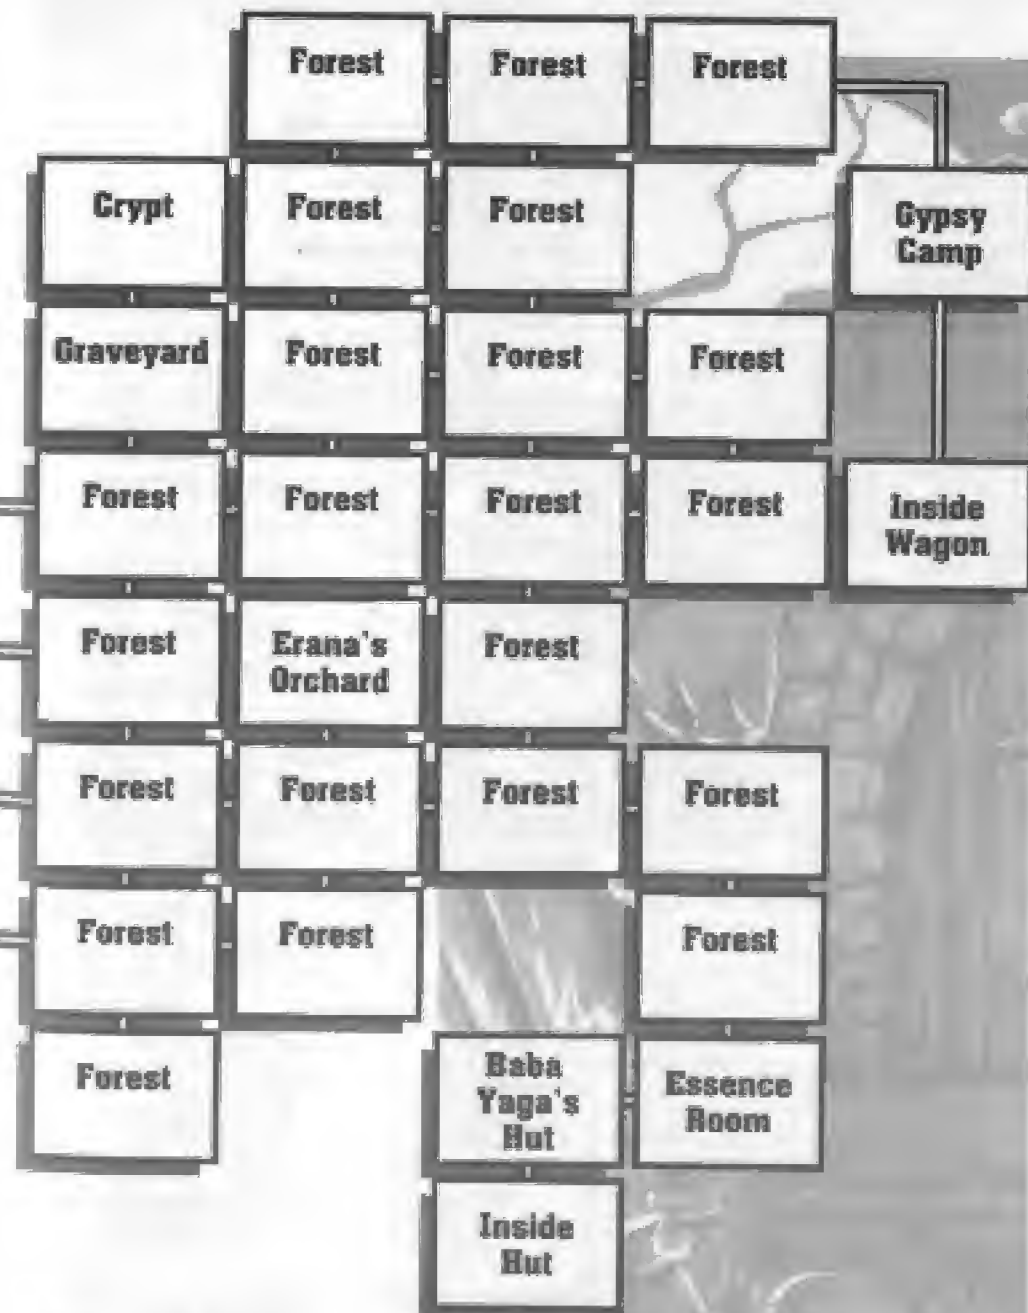 Forest Forest Forest
Crypt Forest Forest Gypsy
Camp
Graveyard Forest Forest Forest
Forest Forest Forest Forest Inside
Wagon
Forest Erana's
Orchard Forest
Forest Forest Forest Forest
Forest Forest Forest
Forest Baba
Yaga's
Hut Essence
Room
Inside
Hut